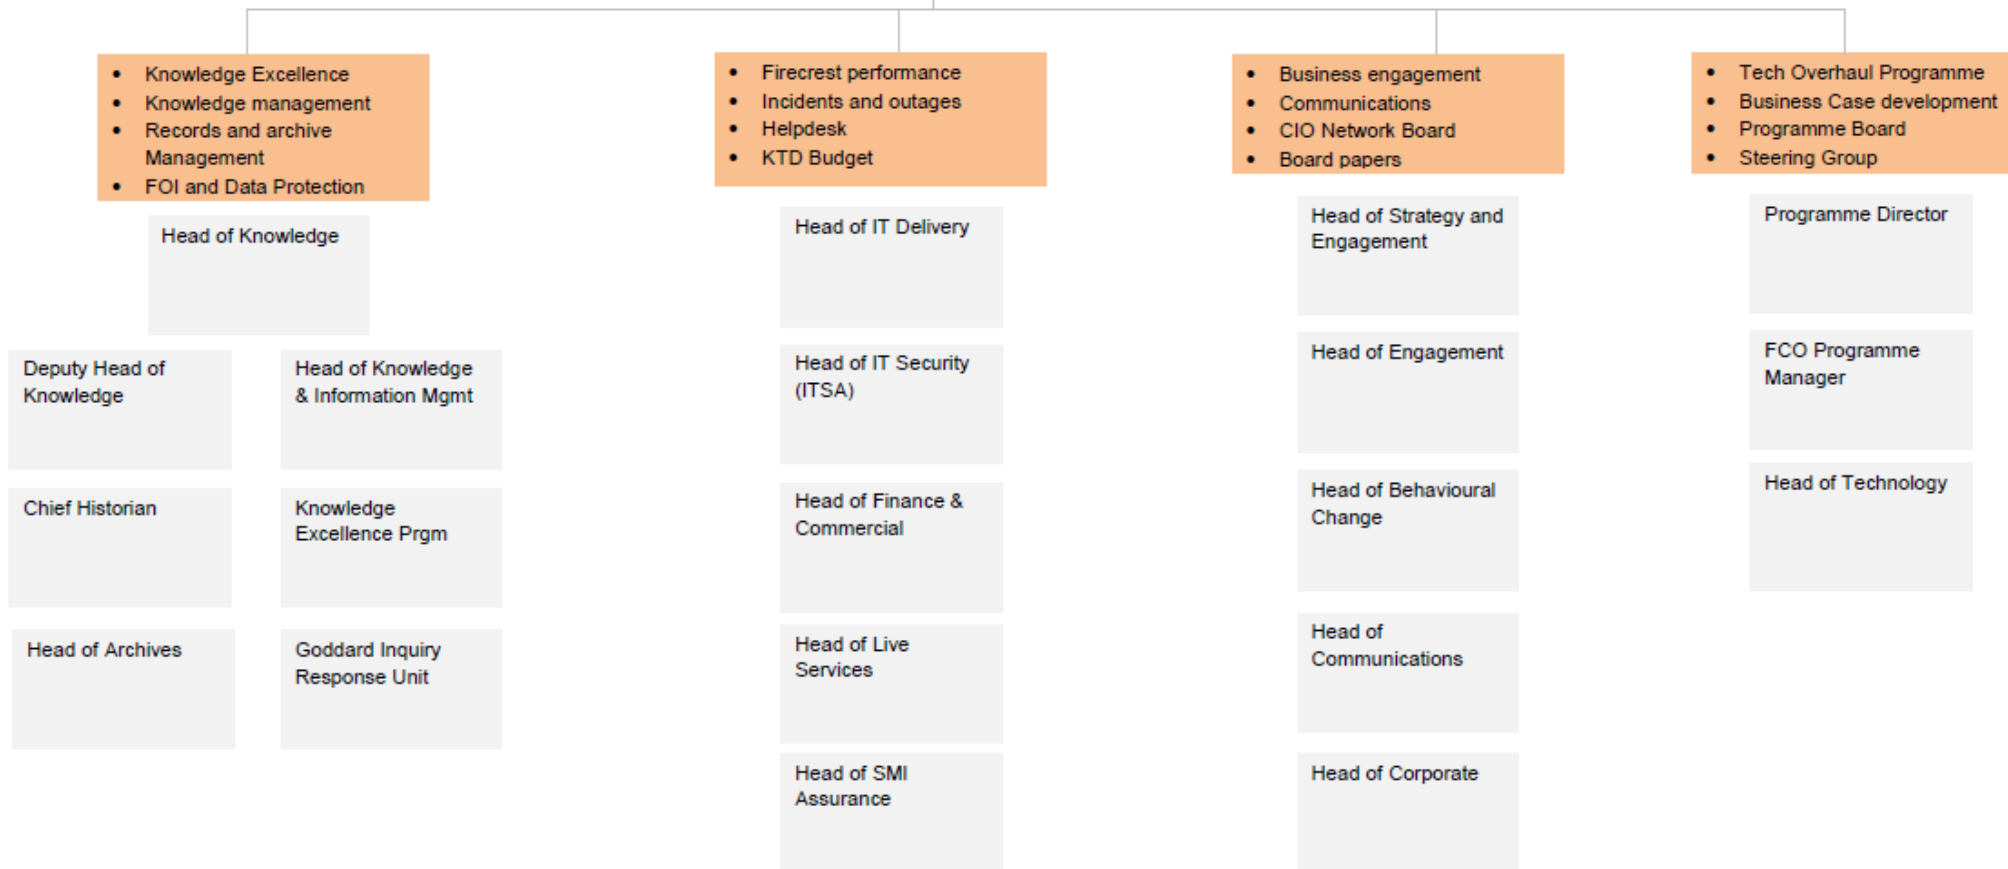 • Knowledge Excellence
• Knowledge management
• Records and archive
Management
• FOI and Data Protection
Head of Knowledge
Deputy Head of
Knowledge
Head of Knowledge
& Information Mgmt
Chief Historian
Knowledge
Excellence Prgm
Head of Archives
Goddard Inquiry
Response Unit
• Firecrest performance
• Incidents and outages
• Helpdesk
• KTD Budget
Head of IT Delivery
Head of IT Security
(ITSA)
Head of Finance &
Commercial
Head of Live
Services
Head of SMI
Assurance
• Business engagement
• Communications
• CIO Network Board
• Board papers
Head of Strategy and
Engagement
Head of Engagement
Head of Behavioural
Change
Head of
Communications
Head of Corporate
• Tech Overhaul Programme
• Business Case development
• Programme Board
• Steering Group
Programme Director
FCO Programme
Manager
Head of Technology